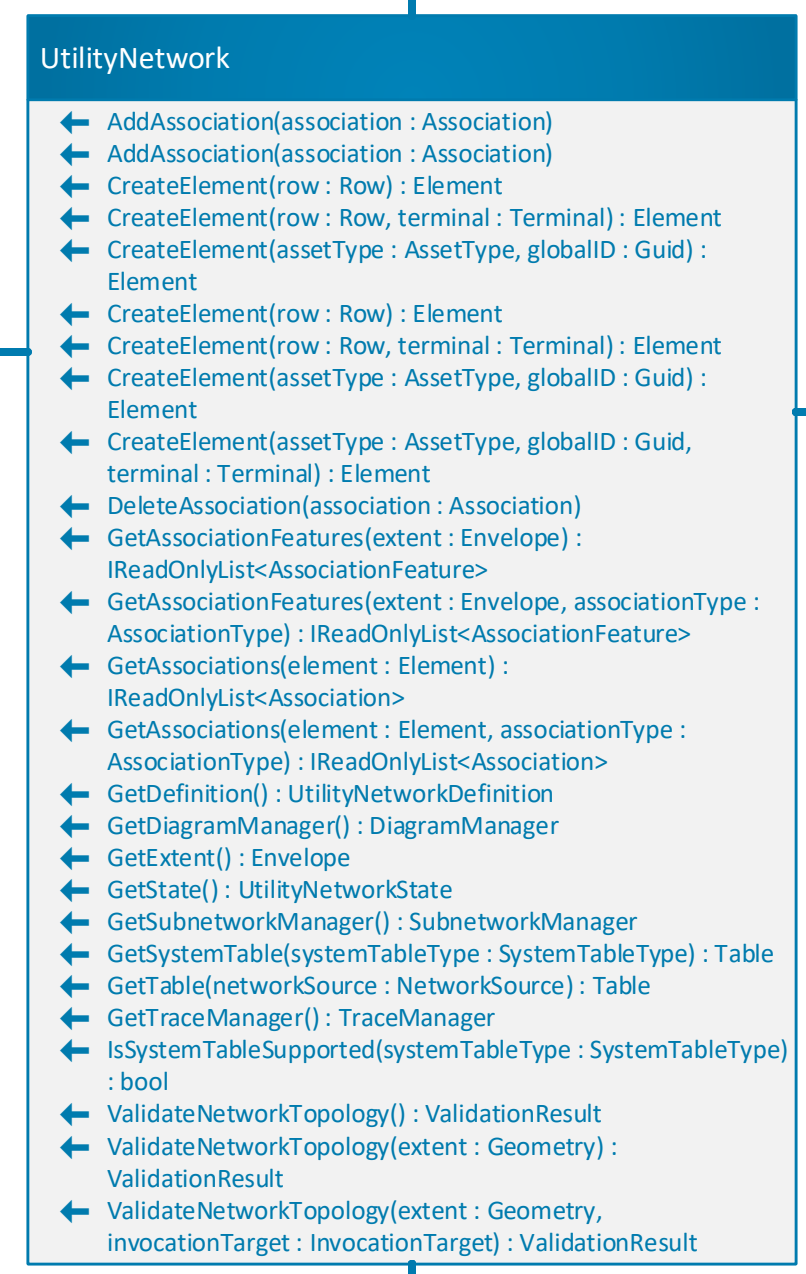 UtilityNetwork
AddAssociation(association : Association)
AddAssociation(association : Association)
CreateElement(row : Row) : Element
CreateElement(row : Row, terminal : Terminal) : Element
CreateElement(assetType : AssetType, globalID : Guid) :
Element
CreateElement(row : Row) : Element
CreateElement(row : Row, terminal : Terminal) : Element
CreateElement(assetType : AssetType, globalID : Guid) :
Element
CreateElement(assetType : AssetType, globalID : Guid,
terminal : Terminal) : Element
DeleteAssociation(association : Association)
GetAssociationFeatures(extent : Envelope) :
IReadOnlyList<AssociationFeature>
GetAssociationFeatures(extent : Envelope, associationType :
AssociationType) : IReadOnlyList<AssociationFeature>
GetAssociations(element : Element) :
IReadOnlyList<Association>
GetAssociations(element : Element, associationType :
AssociationType) : IReadOnlyList<Association>
GetDefinition() : UtilityNetworkDefinition
GetDiagramManager() : DiagramManager
GetExtent() : Envelope
GetState() : UtilityNetworkState
GetSubnetworkManager() : SubnetworkManager
GetSystemTable(systemTableType : SystemTableType) : Table
GetTable(networkSource : NetworkSource) : Table
GetTraceManager() : TraceManager
IsSystemTableSupported(systemTableType : SystemTableType)
: bool
ValidateNetworkTopology() : ValidationResult
ValidateNetworkTopology(extent : Geometry) :
ValidationResult
ValidateNetworkTopology(extent : Geometry,
invocationTarget : InvocationTarget) : ValidationResult